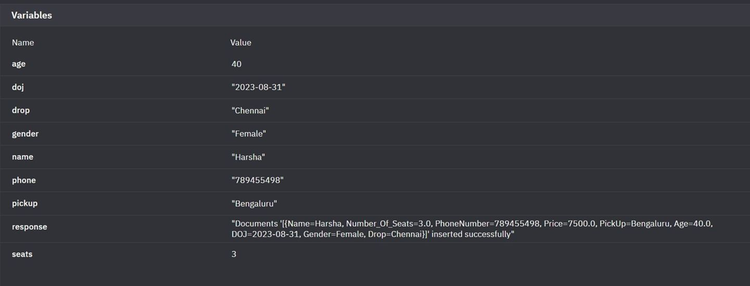 Variables
Name Value
age 40
doj "2023-08-31"
drop "Chennai"
gender "Female"
name "Harsha"
phone "789455498"
pickup "Bengaluru"
response "Documents '[{Name=Harsha, Number_Of_Seats=3.0, PhoneNumber=789455498, Price=7500.0, PickUp=Bengaluru, Age=40.0,
DOJ=2023-08-31, Gender=Female, Drop=Chennai}]' inserted successfully"
seats 3